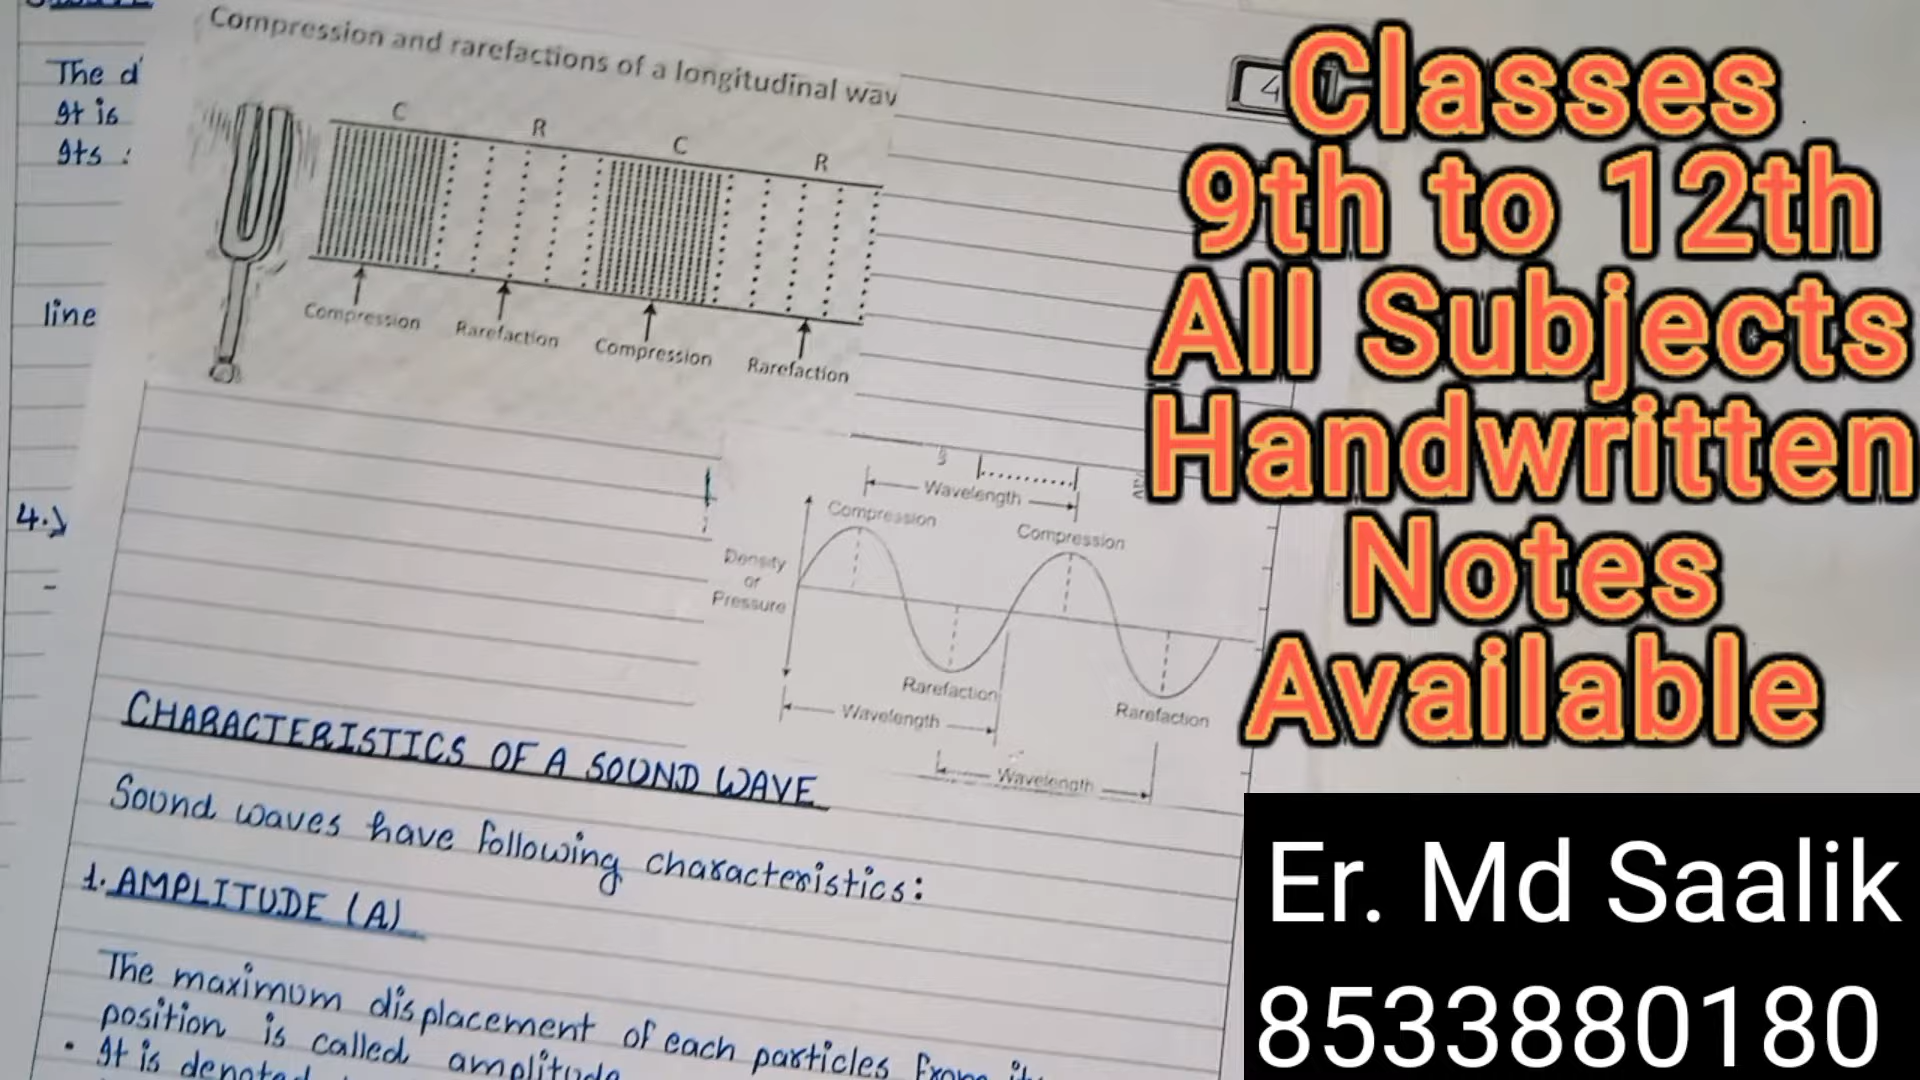 Compression and rarefactions of a longitudinal wav
The d
It is
Its :
line
4.
4
C
R
C
R
Compression
Rarefaction
Compression
Rarefaction
Wavelength
Compression
Compression
Density
or
Pressure
Rarefaction
Rarefaction
Wavelength
Wavelength
CHARACTERISTICS OF A SOUND WAVE
Sound waves have following characteristics:
1. AMPLITUDE (A)
The maximum displacement of each particles from
position is called amplitude
• It is denoted
Classes
9th to 12th
All Subjects
Handwritten
Notes
Available
Er. Md Saalik
8533880180